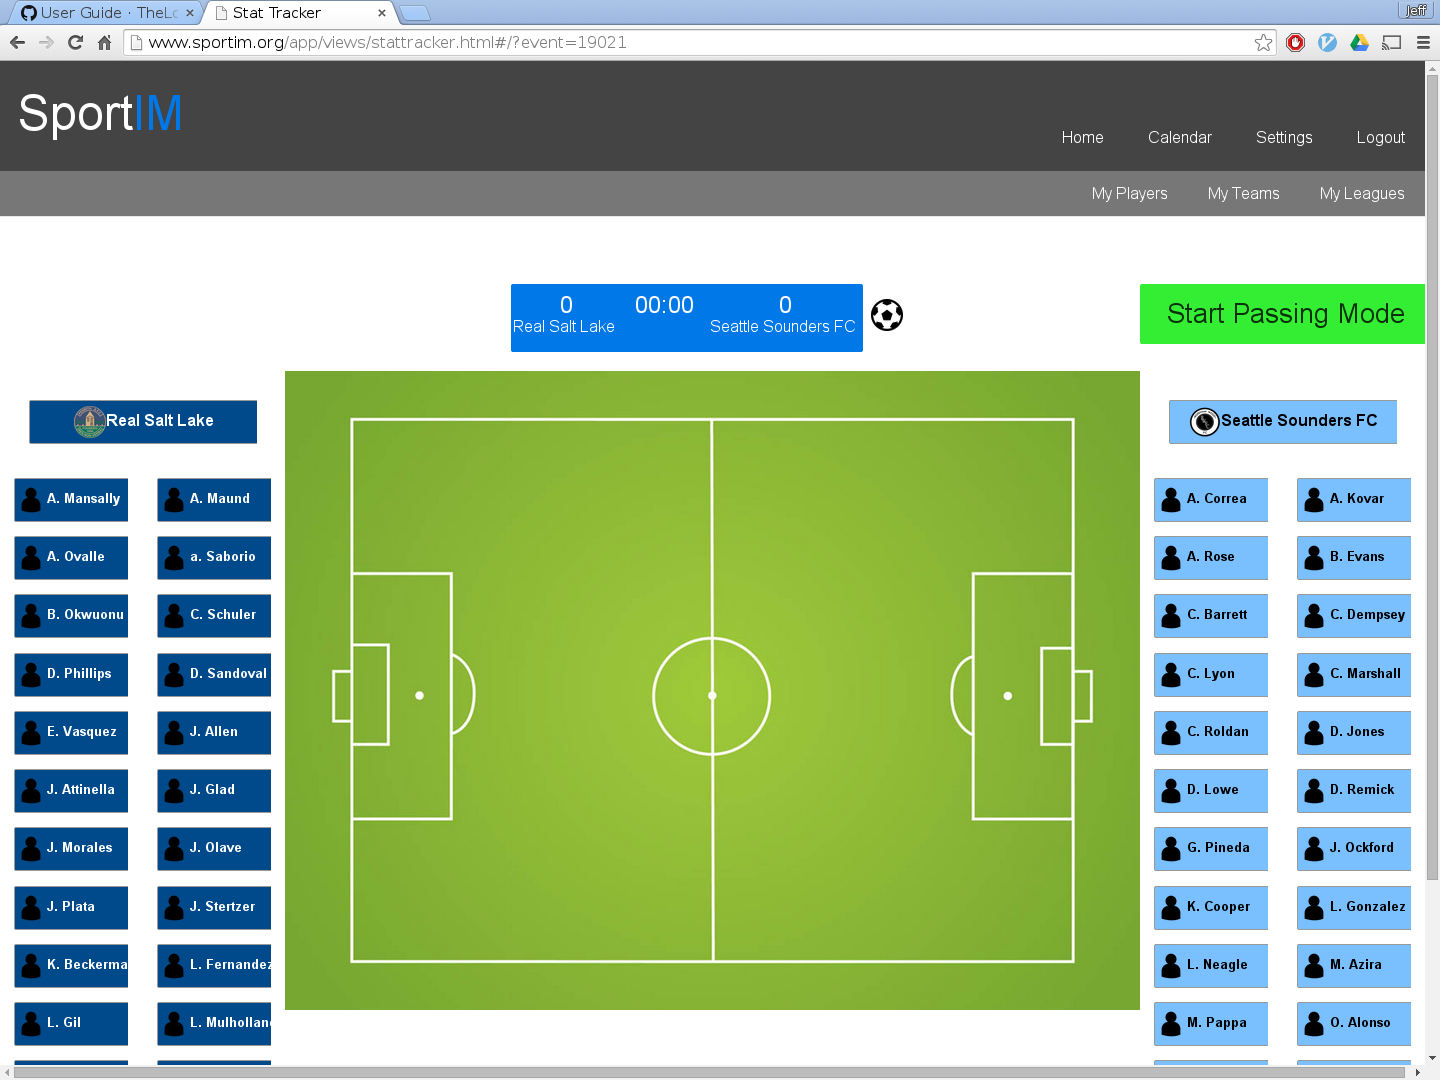 User Guide · TheLo
Stat Tracker
Jeff
www.sportim.org/app/views/stattracker.html#/?event=19021
SportIM
Home Calendar Settings Logout
My Players My Teams My Leagues
0 00:00 0
Real Salt Lake Seattle Sounders FC
Start Passing Mode
Real Salt Lake
A. Mansally A. Maund
A. Ovalle a. Saborio
B. Okwuonu C. Schuler
D. Phillips D. Sandoval
E. Vasquez J. Allen
J. Attinella J. Glad
J. Morales J. Olave
J. Plata J. Stertzer
K. Beckerma L. Fernandez
L. Gil L. Mulholland
Seattle Sounders FC
A. Correa A. Kovar
A. Rose B. Evans
C. Barrett C. Dempsey
C. Lyon C. Marshall
C. Roldan D. Jones
D. Lowe D. Remick
G. Pineda J. Ockford
K. Cooper L. Gonzalez
L. Neagle M. Azira
M. Pappa O. Alonso